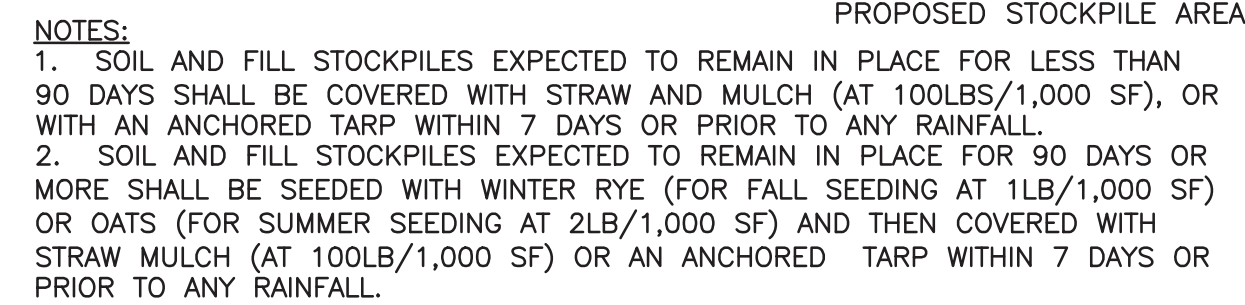 PROPOSED STOCKPILE AREA
NOTES:
1. SOIL AND FILL STOCKPILES EXPECTED TO REMAIN IN PLACE FOR LESS THAN
90 DAYS SHALL BE COVERED WITH STRAW AND MULCH (AT 100LBS/1,000 SF), OR
WITH AN ANCHORED TARP WITHIN 7 DAYS OR PRIOR TO ANY RAINFALL.
2. SOIL AND FILL STOCKPILES EXPECTED TO REMAIN IN PLACE FOR 90 DAYS OR
MORE SHALL BE SEEDED WITH WINTER RYE (FOR FALL SEEDING AT 1LB/1,000 SF)
OR OATS (FOR SUMMER SEEDING AT 2LB/1,000 SF) AND THEN COVERED WITH
STRAW MULCH (AT 100LB/1,000 SF) OR AN ANCHORED TARP WITHIN 7 DAYS OR
PRIOR TO ANY RAINFALL.